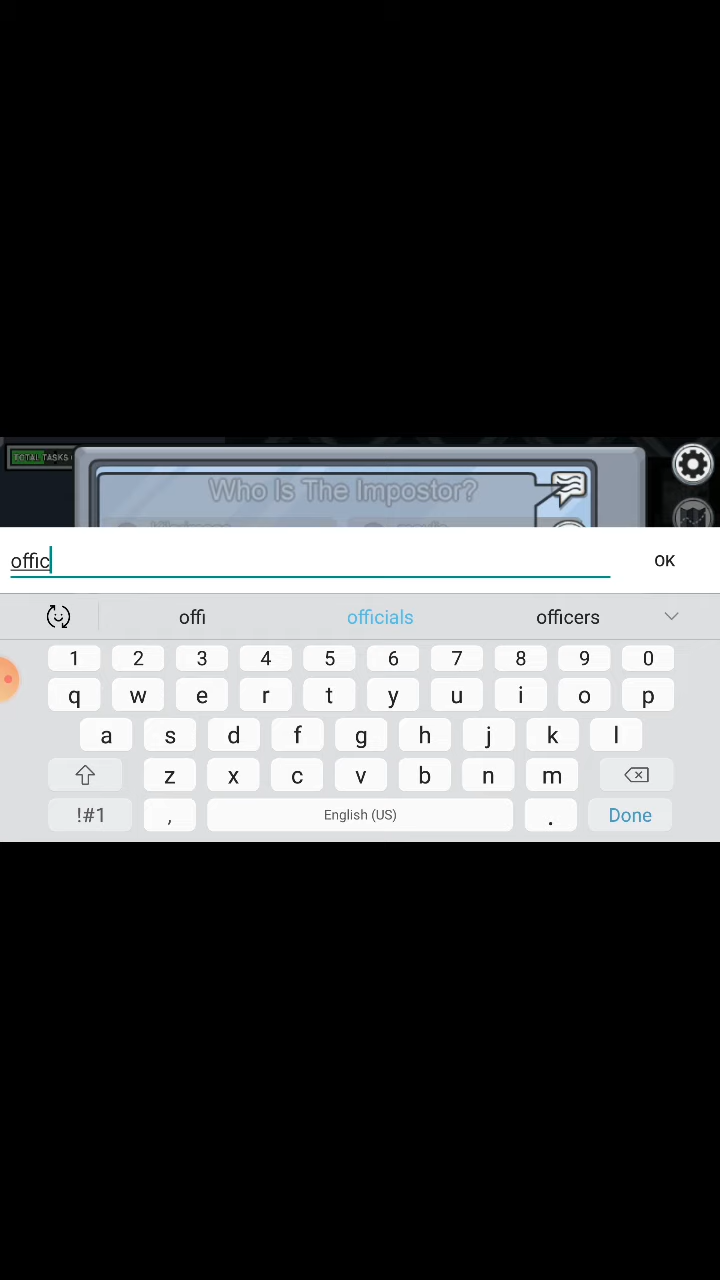 TOTAL TASKS
Who Is The Impostor?
offic
OK
offi officials officers
1 2 3 4 5 6 7 8 9 0
q w e r t y u i o p
a s d f g h j k l
z x c v b n m
!#1 , English (US) . Done